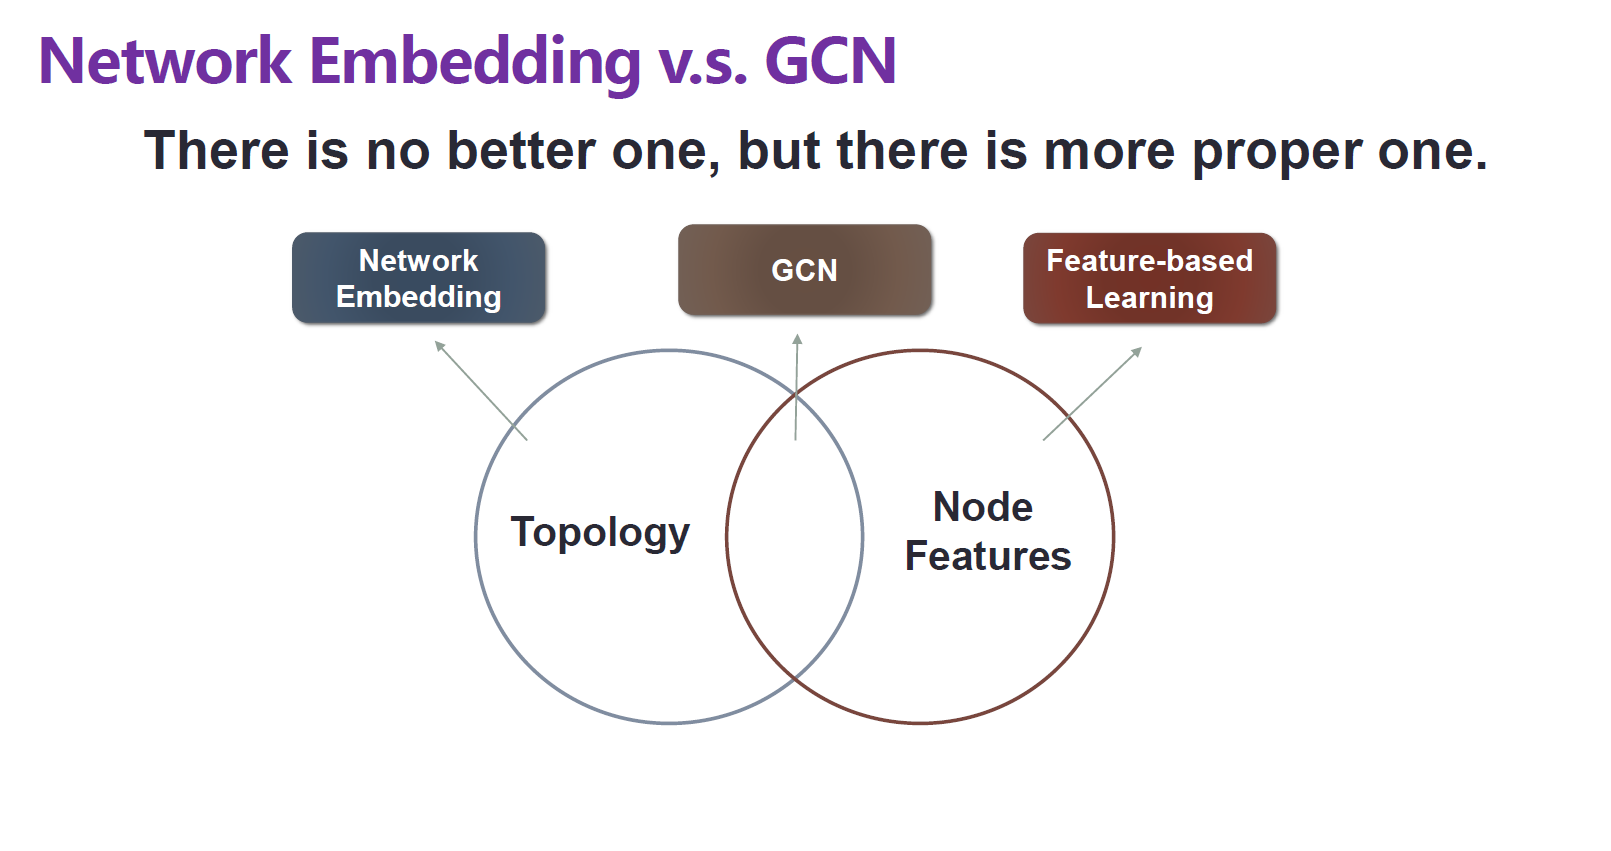 Network Embedding v.s. GCN
There is no better one, but there is more proper one.
Network
Embedding
GCN
Feature-based
Learning
Topology
Node
Features